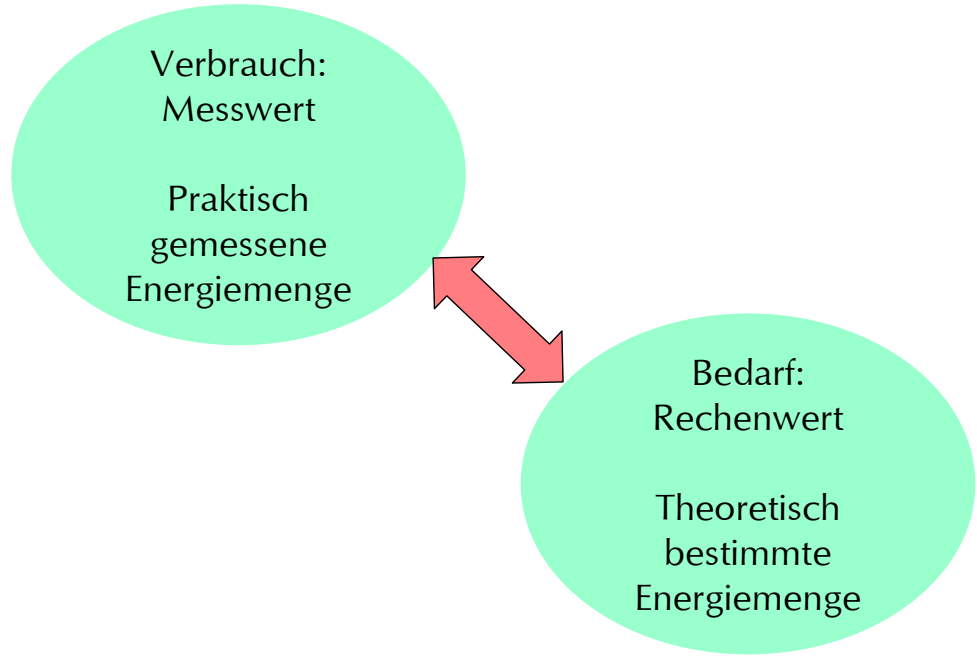 Verbrauch:
Messwert
Praktisch
gemessene
Energiemenge
Bedarf:
Rechenwert
Theoretisch
bestimmte
Energiemenge